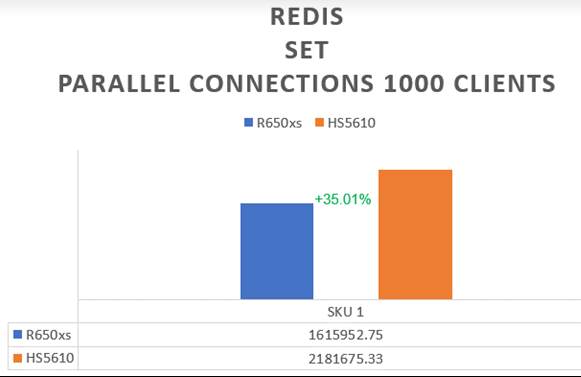 REDIS
SET
PARALLEL CONNECTIONS 1000 CLIENTS
R650xs HS5610
+35.01%
SKU 1
R650xs 1615952.75
HS5610 2181675.33